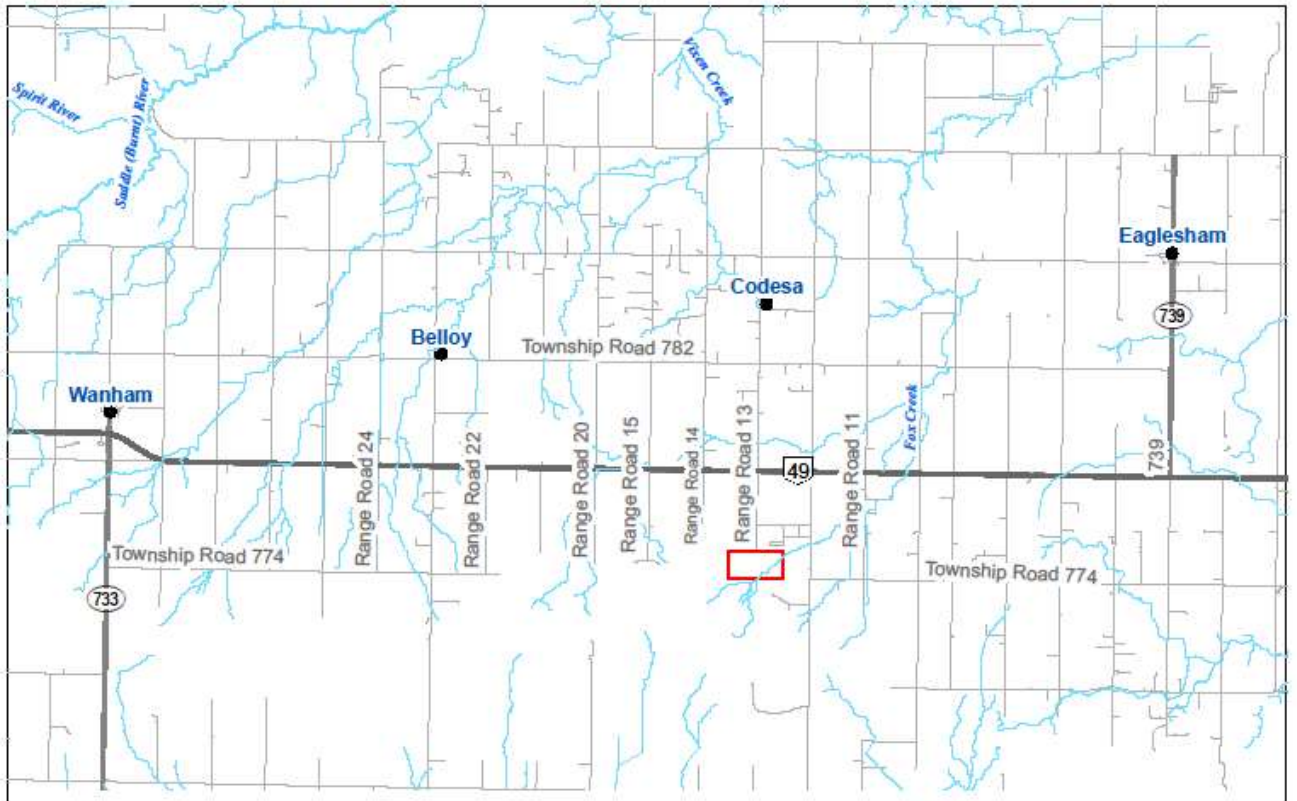 Vixen Creek
Spirit River
Saddle (Burnt) River
Eaglesham
Codesa
739
Belloy
Township Road 782
Wanham
Fox Creek
Range Road 24
Range Road 22
Range Road 20
Range Road 15
Range Road 14
Range Road 13
49
Range Road 11
739
Township Road 774
Township Road 774
733